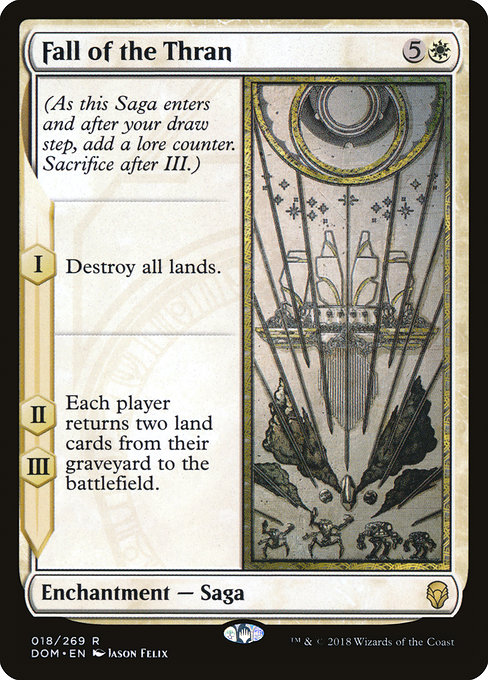 Fall of the Thran 5
(As this Saga enters
and after your draw
step, add a lore counter.
Sacrifice after III.)
I Destroy all lands.
II Each player
returns two land
III cards from their
graveyard to the
battlefield.
Enchantment — Saga
018/269 R
DOM • EN Jason Felix
™ & © 2018 Wizards of the Coast